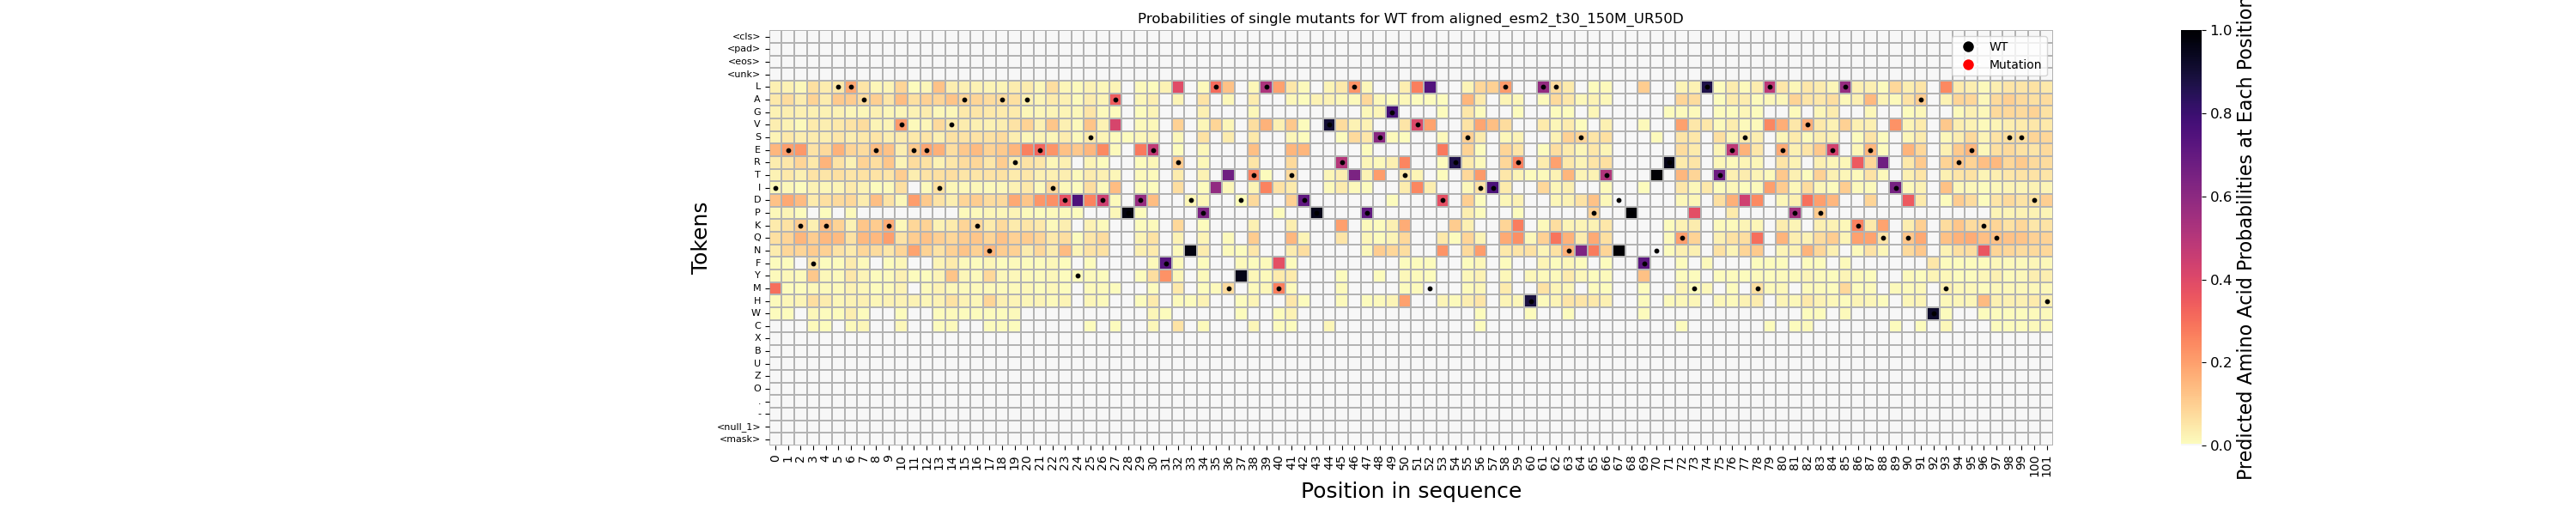 Probabilities of single mutants for WT from aligned_esm2_t30_150M_UR50D
<cls>
<pad>
<eos>
<unk>
L
A
G
V
S
E
R
T
I
D
P
K
Q
N
F
Y
M
H
W
C
X
B
U
Z
O
.
-
<null_1>
<mask>
Tokens
0 1 2 3 4 5 6 7 8 9 10 11 12 13 14 15 16 17 18 19 20 21 22 23 24 25 26 27 28 29 30 31 32 33 34 35 36 37 38 39 40 41 42 43 44 45 46 47 48 49 50 51 52 53 54 55 56 57 58 59 60 61 62 63 64 65 66 67 68 69 70 71 72 73 74 75 76 77 78 79 80 81 82 83 84 85 86 87 88 89 90 91 92 93 94 95 96 97 98 99 100 101
Position in sequence
WT
Mutation
1.0
0.8
0.6
0.4
0.2
0.0
Predicted Amino Acid Probabilities at Each Position